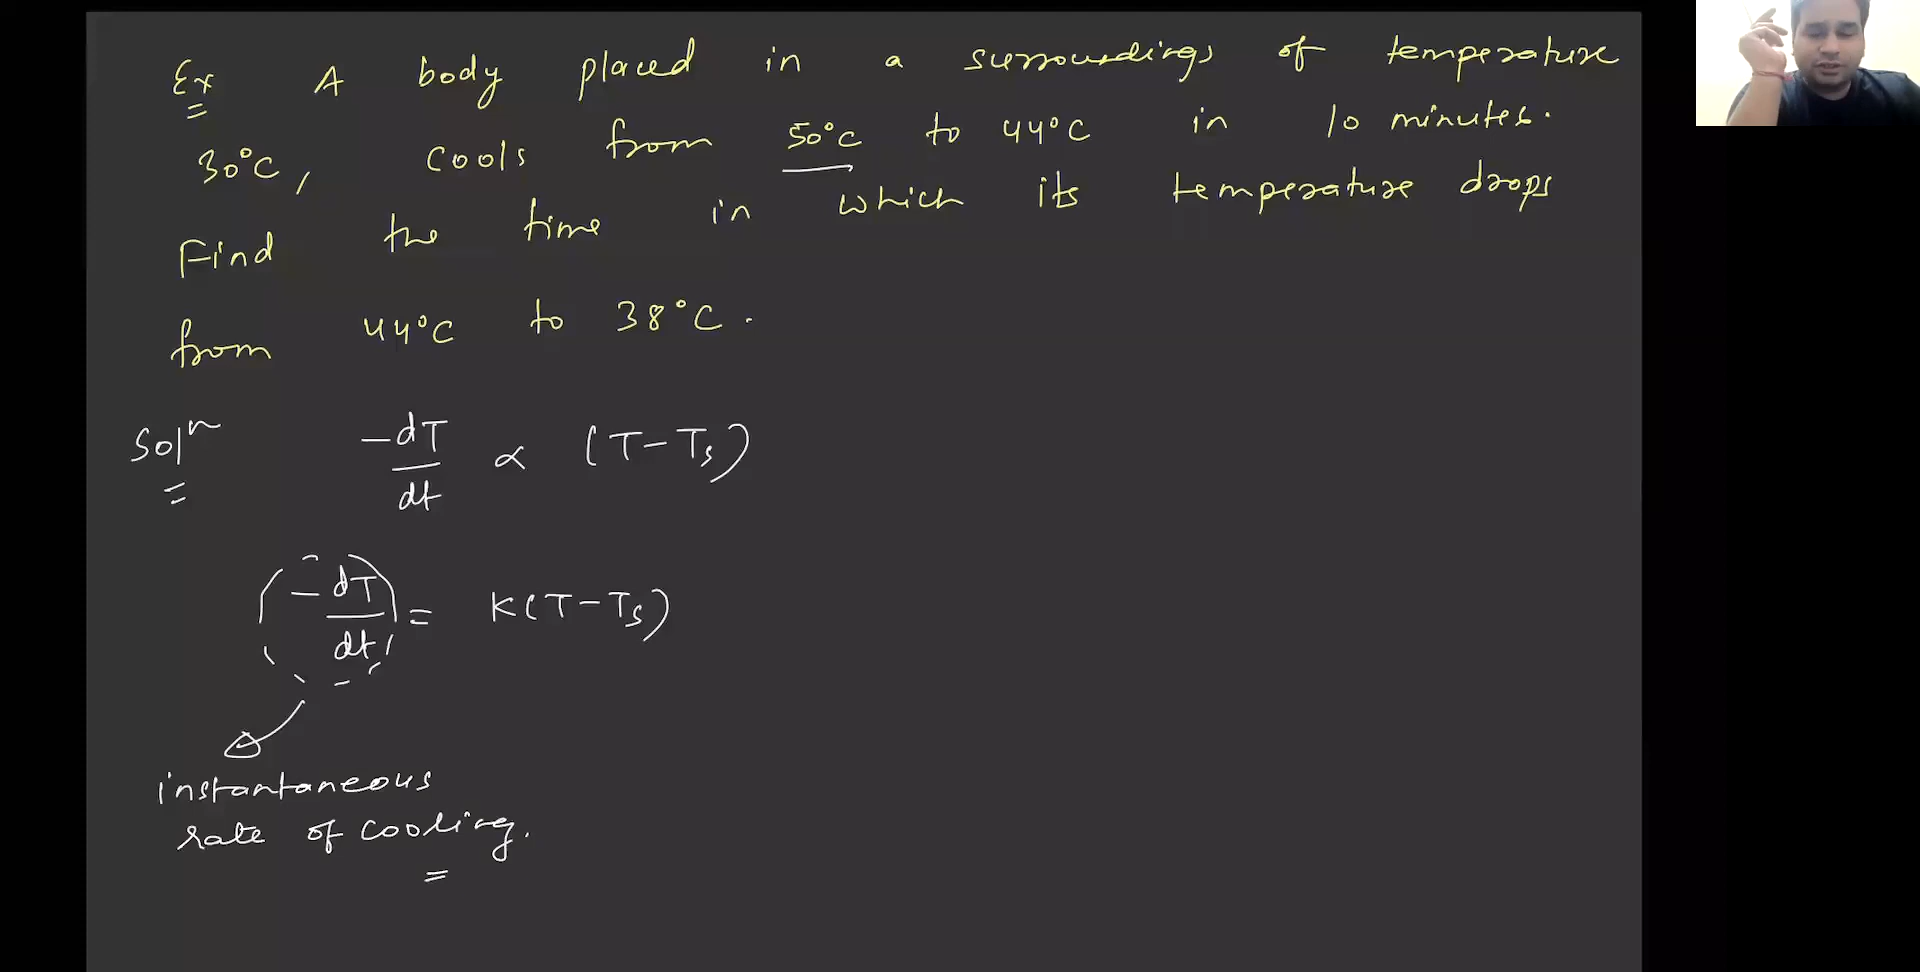 Ex A body placed in a surroundings of temperature
30°C, cools from 50°C to 44°C in 10 minutes.
Find the time in which its temperature drops
from 44°C to 38°C.
Solⁿ -dT/dt ∝ (T-Ts)
-dT/dt = K(T-Ts)
instantaneous
rate of cooling.